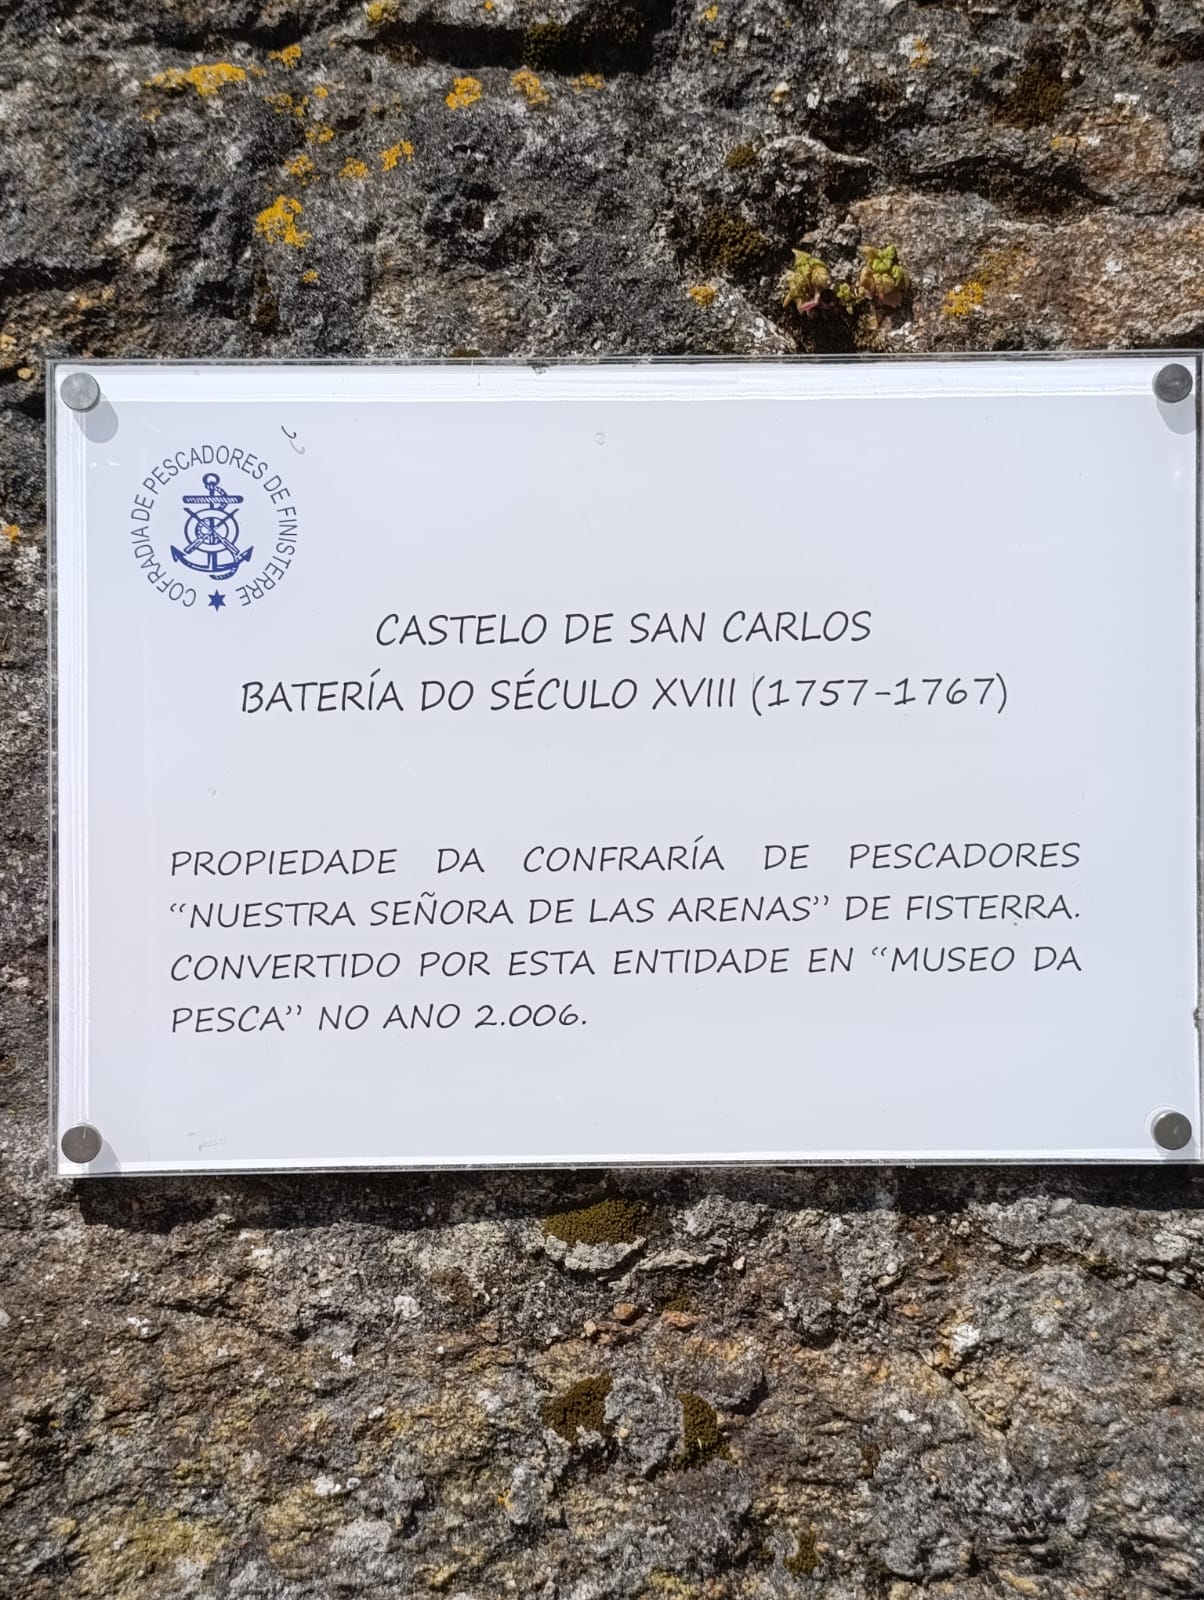 COFRADIA DE PESCADORES DE FINISTERRE
CASTELO DE SAN CARLOS
BATERÍA DO SÉCULO XVIII (1757-1767)
PROPIEDADE DA CONFRARÍA DE PESCADORES
“NUESTRA SEÑORA DE LAS ARENAS” DE FISTERRA.
CONVERTIDO POR ESTA ENTIDADE EN “MUSEO DA
PESCA” NO ANO 2.006.